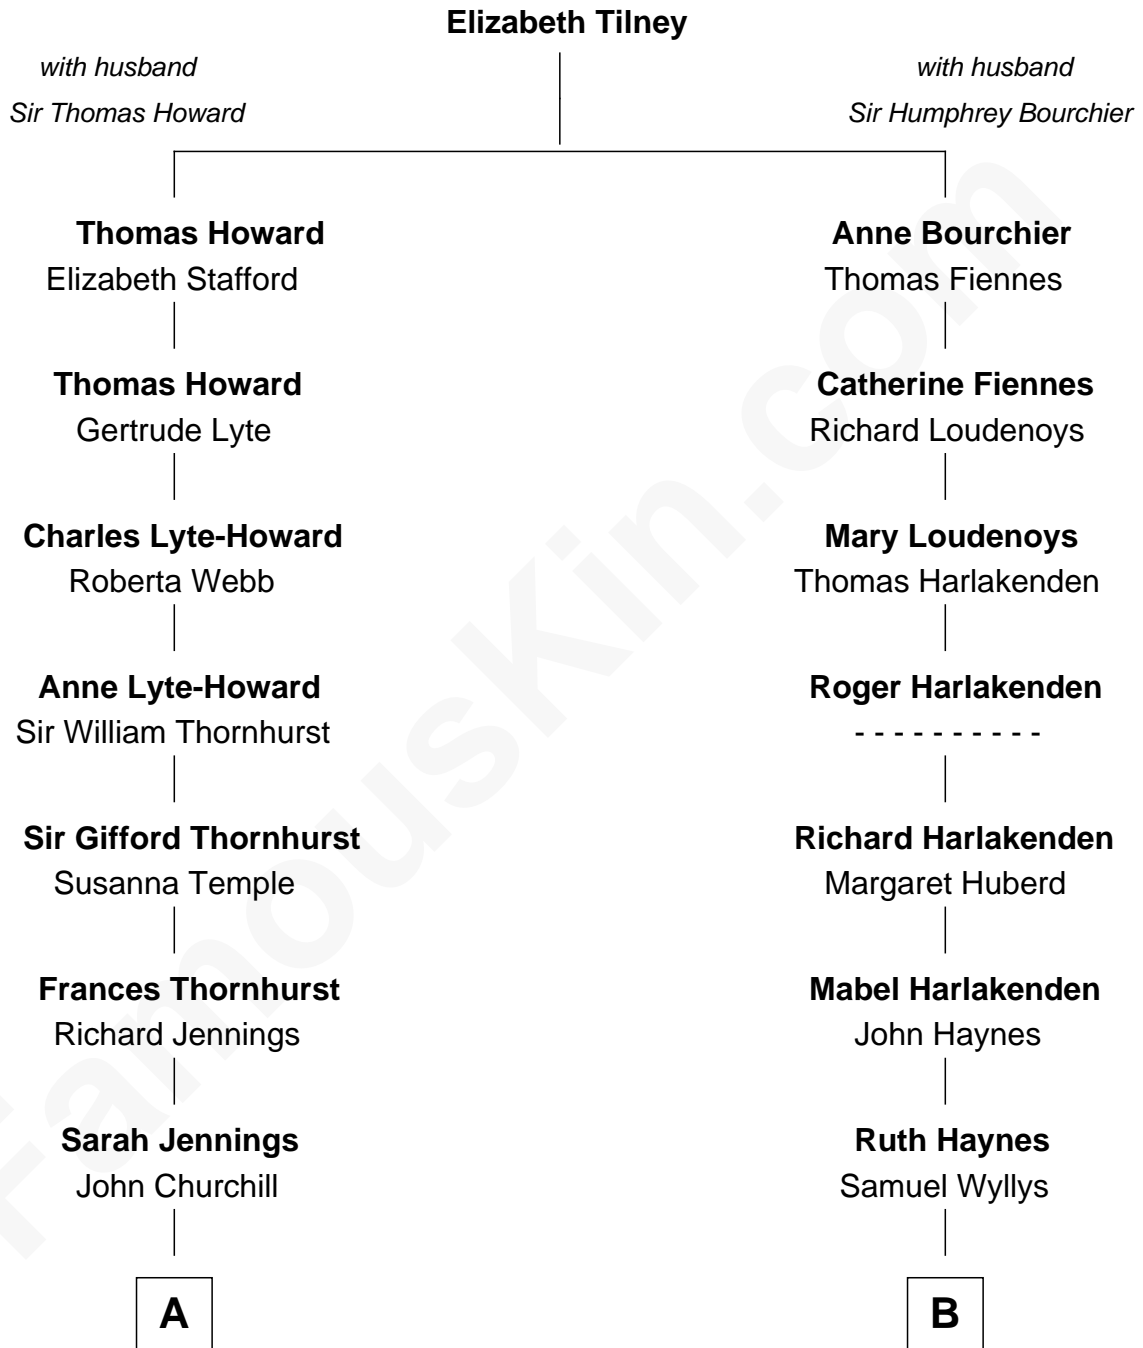 Elizabeth Tilney
with husband
Sir Thomas Howard
with husband
Sir Humphrey Bourchier
Thomas Howard
Elizabeth Stafford
Anne Bourchier
Thomas Fiennes
Thomas Howard
Gertrude Lyte
Catherine Fiennes
Richard Loudenoys
Charles Lyte-Howard
Roberta Webb
Mary Loudenoys
Thomas Harlakenden
Anne Lyte-Howard
Sir William Thornhurst
Roger Harlakenden
- - - - - - - - - -
Sir Gifford Thornhurst
Susanna Temple
Richard Harlakenden
Margaret Huberd
Frances Thornhurst
Richard Jennings
Mabel Harlakenden
John Haynes
Sarah Jennings
John Churchill
Ruth Haynes
Samuel Wyllys
A
B
FamousKin.com